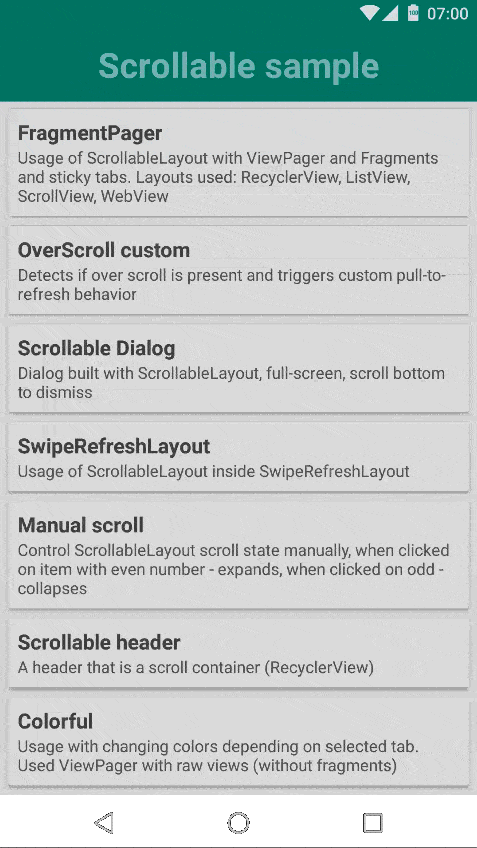 07:00
Scrollable sample
FragmentPager
Usage of ScrollableLayout with ViewPager and Fragments
and sticky tabs. Layouts used: RecyclerView, ListView,
ScrollView, WebView
OverScroll custom
Detects if over scroll is present and triggers custom pull-to-
refresh behavior
Scrollable Dialog
Dialog built with ScrollableLayout, full-screen, scroll bottom
to dismiss
SwipeRefreshLayout
Usage of ScrollableLayout inside SwipeRefreshLayout
Manual scroll
Control ScrollableLayout scroll state manually, when clicked
on item with even number - expands, when clicked on odd -
collapses
Scrollable header
A header that is a scroll container (RecyclerView)
Colorful
Usage with changing colors depending on selected tab.
Used ViewPager with raw views (without fragments)